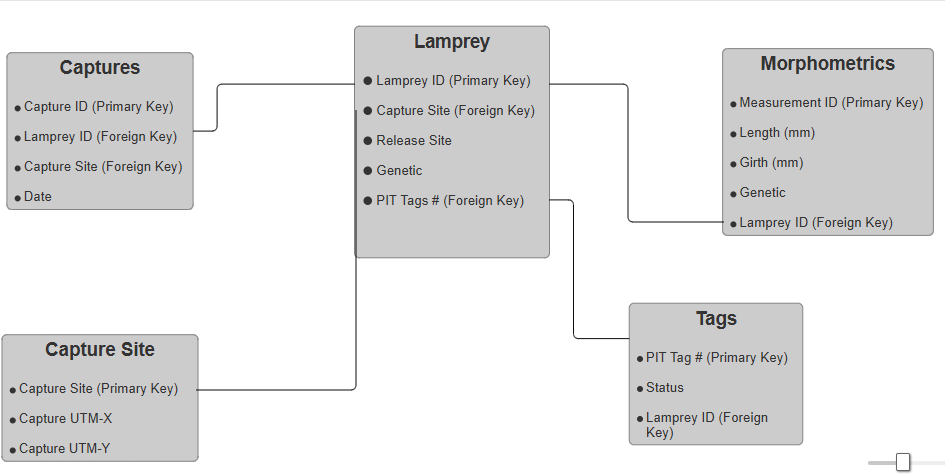 Captures
Capture ID (Primary Key)
Lamprey ID (Foreign Key)
Capture Site (Foreign Key)
Date
Lamprey
Lamprey ID (Primary Key)
Capture Site (Foreign Key)
Release Site
Genetic
PIT Tags # (Foreign Key)
Morphometrics
Measurement ID (Primary Key)
Length (mm)
Girth (mm)
Genetic
Lamprey ID (Foreign Key)
Capture Site
Capture Site (Primary Key)
Capture UTM-X
Capture UTM-Y
Tags
PIT Tag # (Primary Key)
Status
Lamprey ID (Foreign
Key)